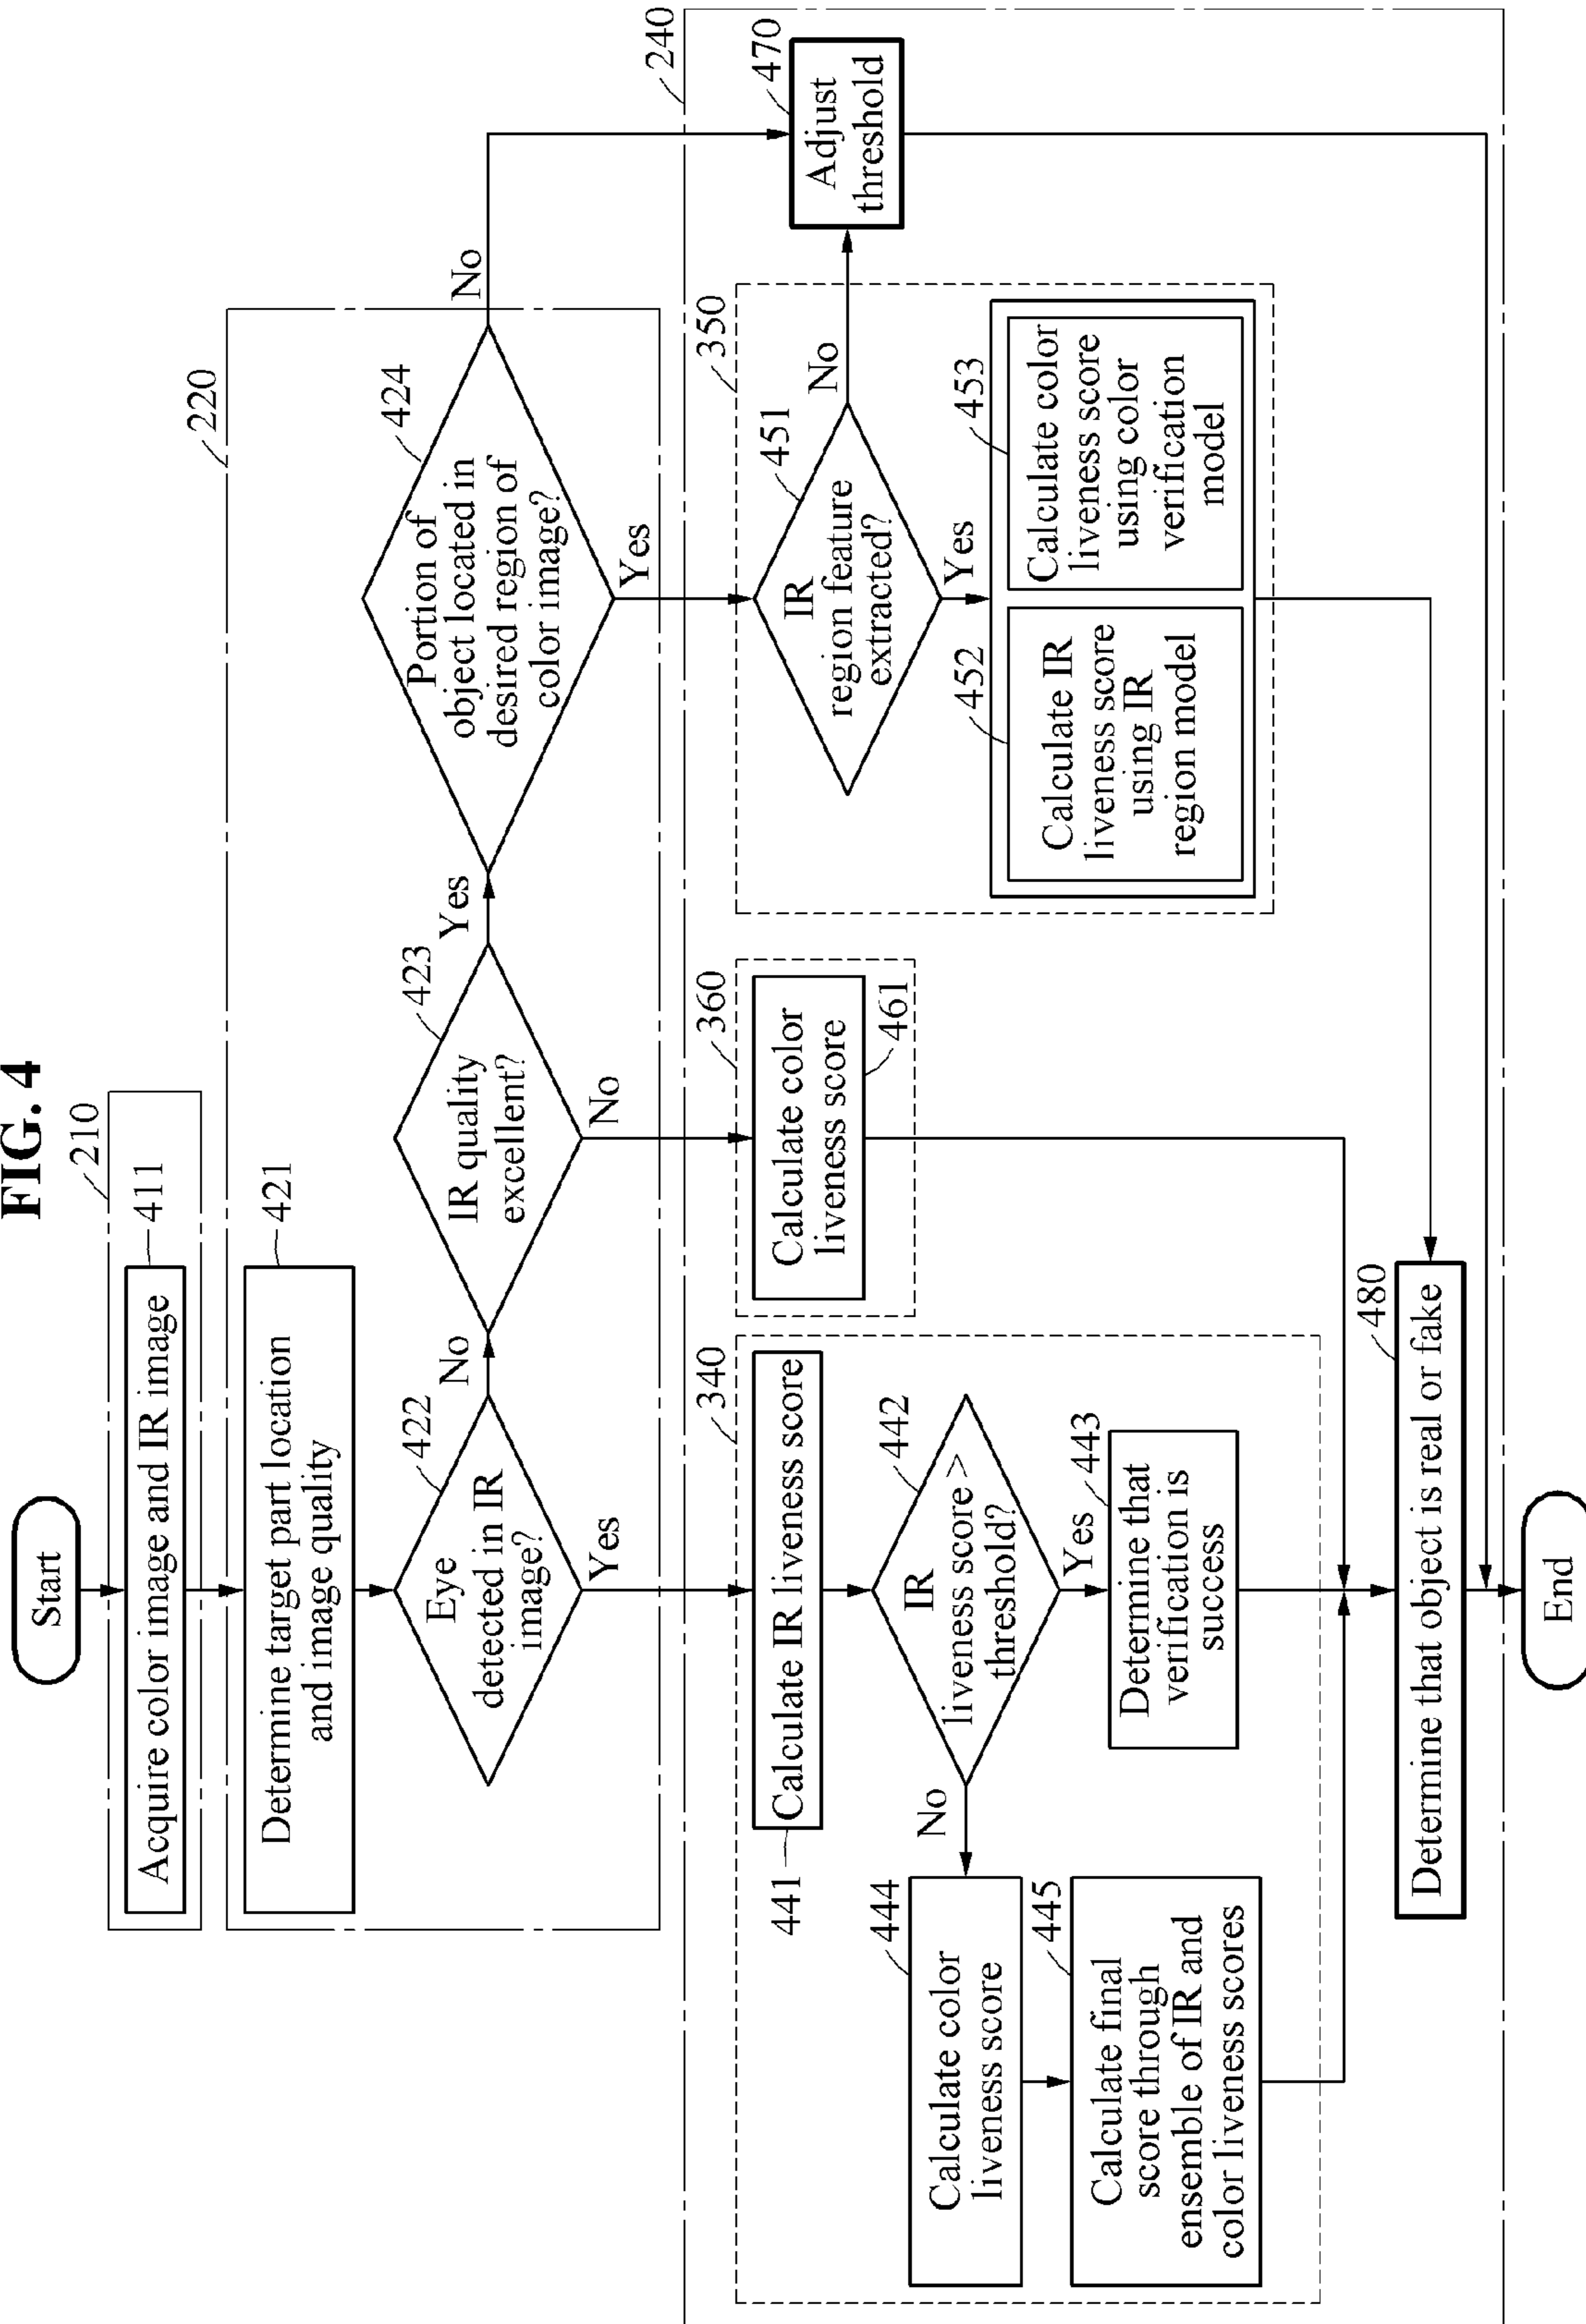 FIG. 4
Start
210
411
Acquire color image and IR image
220
421
Determine target part location
and image quality
422
Eye
detected in IR
image?
No
Yes
423
IR quality
excellent?
Yes
No
424
Portion of
object located in
desired region of
color image?
No
Yes
240
340
441
Calculate IR liveness score
442
IR
liveness score >
threshold?
No
Yes
443
Determine that
verification is
success
444
Calculate color
liveness score
445
Calculate final
score through
ensemble of IR and
color liveness scores
360
Calculate color
liveness score
461
350
451
IR
region feature
extracted?
No
Yes
452
Calculate IR
liveness score
using IR
region model
453
Calculate color
liveness score
using color
verification
model
470
Adjust
threshold
480
Determine that object is real or fake
End